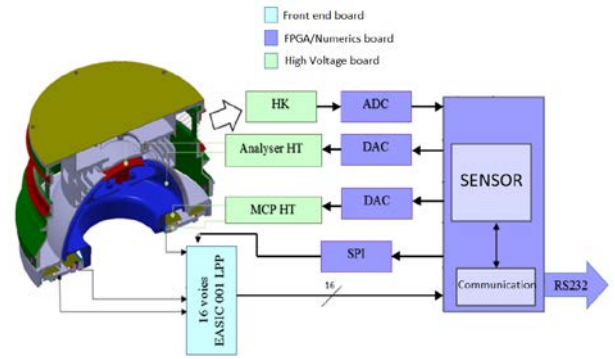 Front end board
FPGA/Numerics board
High Voltage board
HK
ADC
Analyser HT
DAC
SENSOR
MCP HT
DAC
SPI
16 voies
EASIC 001 LPP
16
Communication
RS232